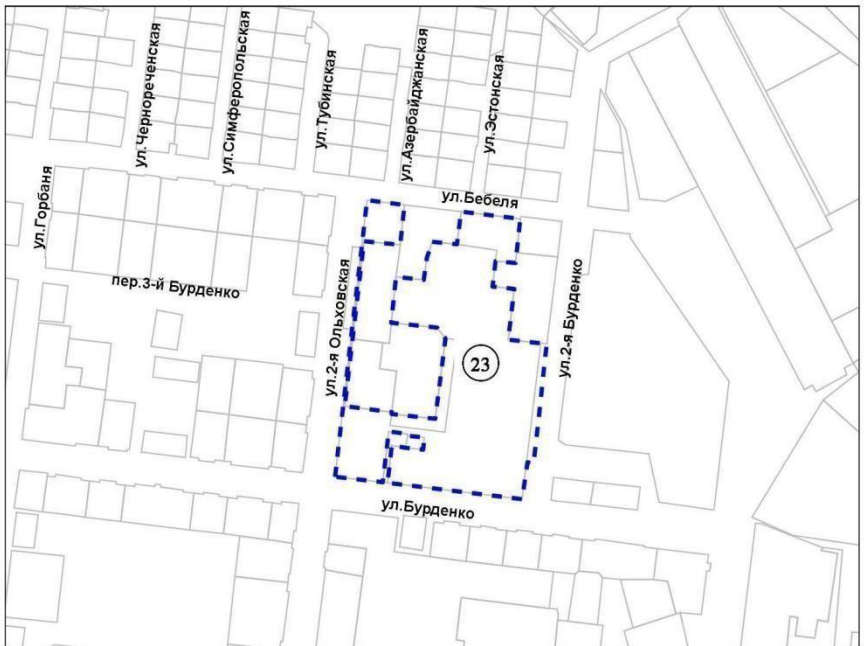 ул.Чернореченская
ул.Симферопольская
ул.Тубинская
ул.Азербайджанская
ул.Эстонская
ул.Бебеля
ул.Горбаня
пер.3-й Бурденко
ул.2-я Ольховская
ул.2-я Бурденко
23
ул.Бурденко